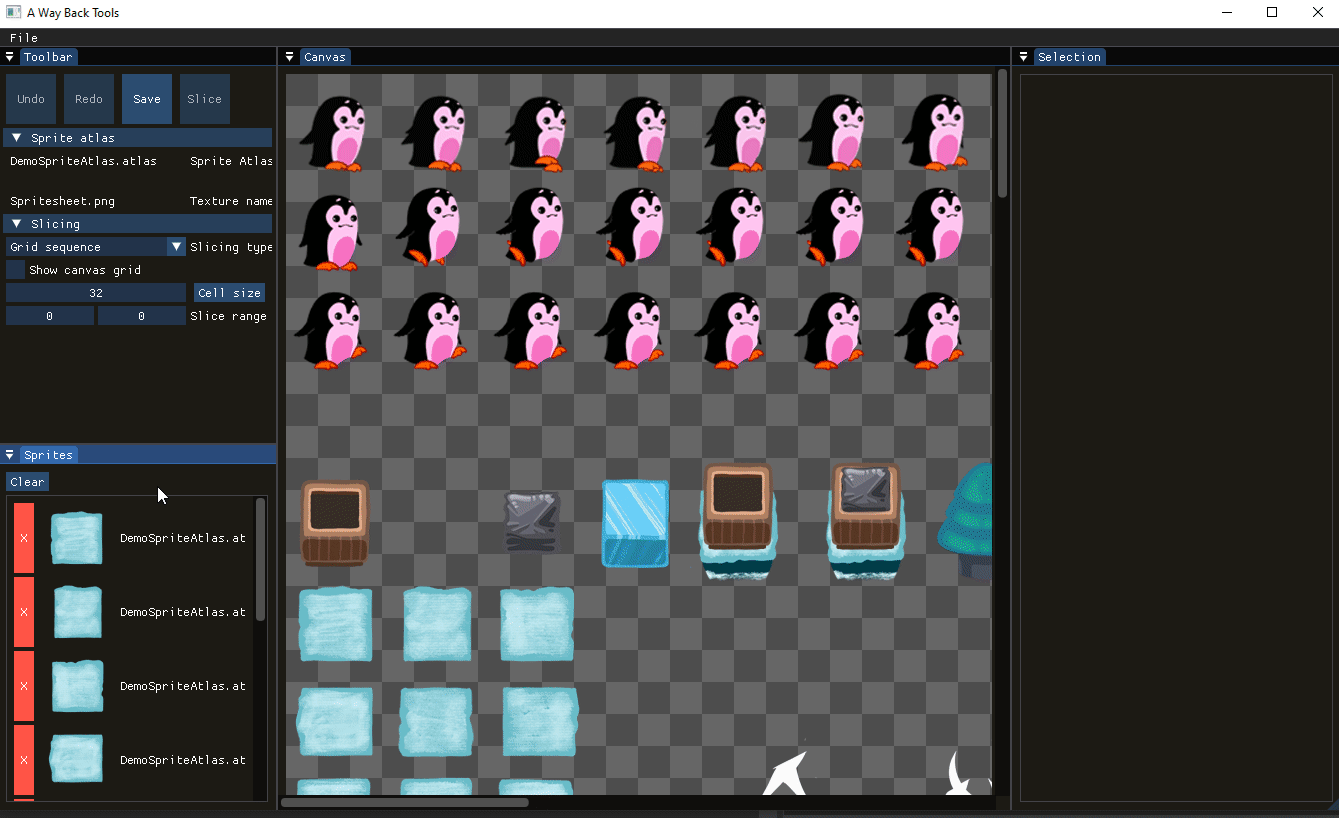 A Way Back Tools
File
Toolbar
Canvas
Selection
Undo Redo Save Slice
Sprite atlas
DemoSpriteAtlas.atlas Sprite Atlas
Spritesheet.png Texture name
Slicing
Grid sequence Slicing type
Show canvas grid
32 Cell size
0 0 Slice range
Sprites
Clear
X DemoSpriteAtlas.at
X DemoSpriteAtlas.at
X DemoSpriteAtlas.at
X DemoSpriteAtlas.at